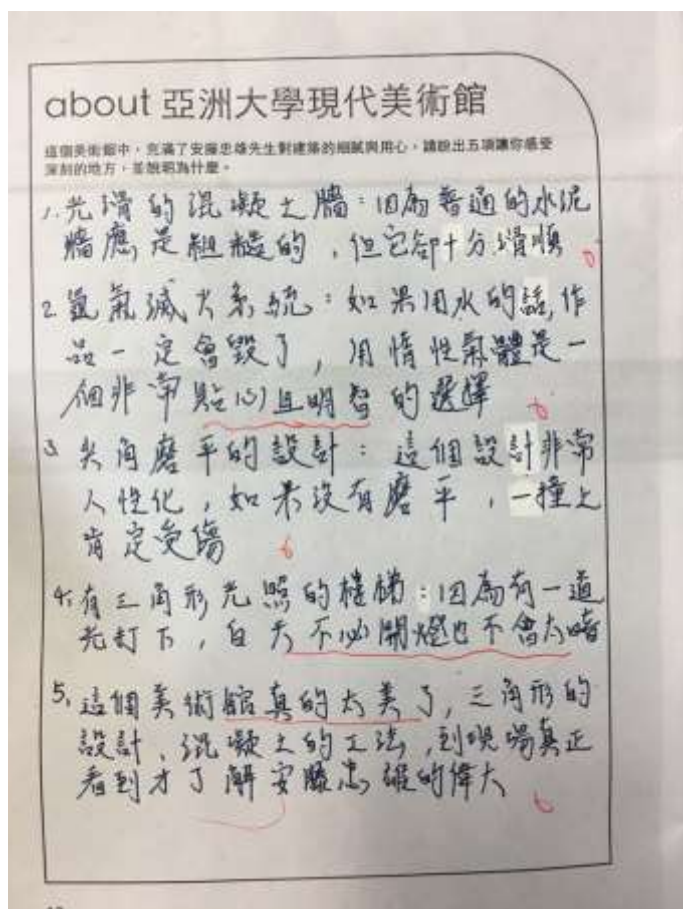 about 亞洲大學現代美術館
這個美術館中，充滿了安藤忠雄先生對建築的細膩與用心，請說出五項讓你感受
深刻的地方，並說明為什麼。
1.光滑的混凝土牆：因為普通的水泥
牆應是粗糙的，但它卻十分滑順
2.氮氣滅火系統：如果用水的話，作
品一定會毀了，用惰性氣體是一
個非常貼心且明智的選擇
3 尖角磨平的設計：這個設計非常
人性化，如果沒有磨平，一撞上
肯定受傷
4.有三角形光照的樓梯：因為有一道
光打下，白天不必開燈也不會太暗
5.這個美術館真的太美了，三角形的
設計、混凝土的工法，到現場真正
看到才了解安藤忠雄的偉大